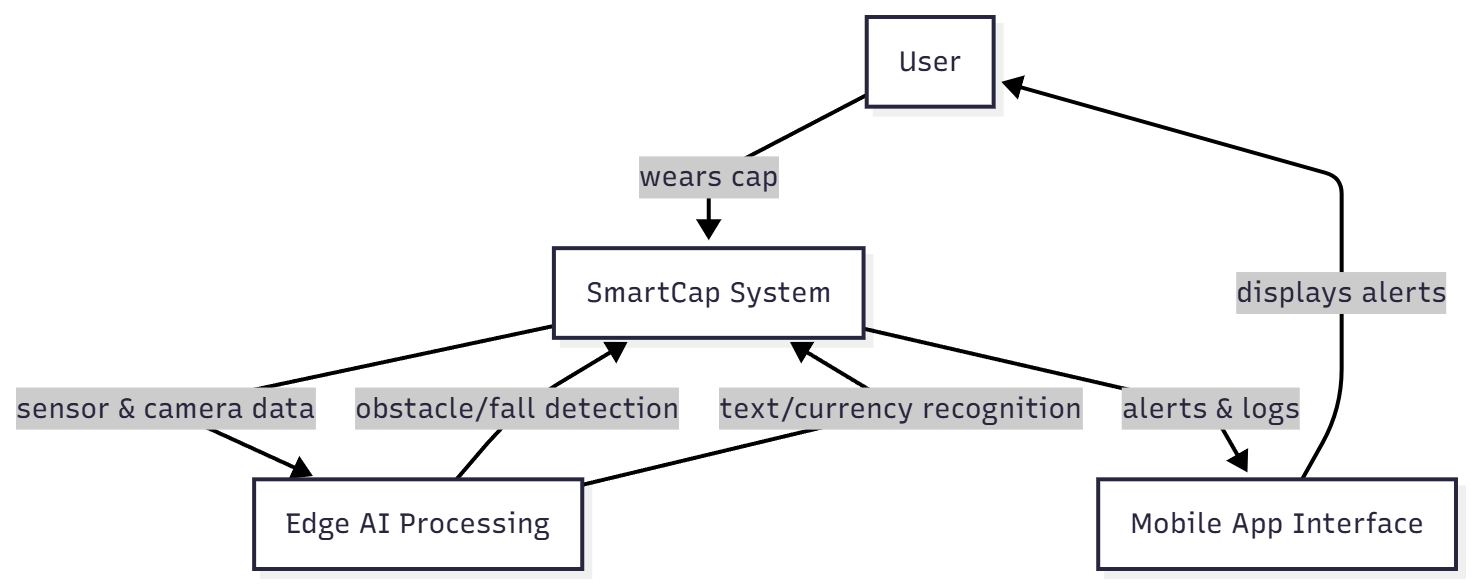 User
wears cap
SmartCap System
displays alerts
sensor & camera data
obstacle/fall detection
text/currency recognition
alerts & logs
Edge AI Processing
Mobile App Interface